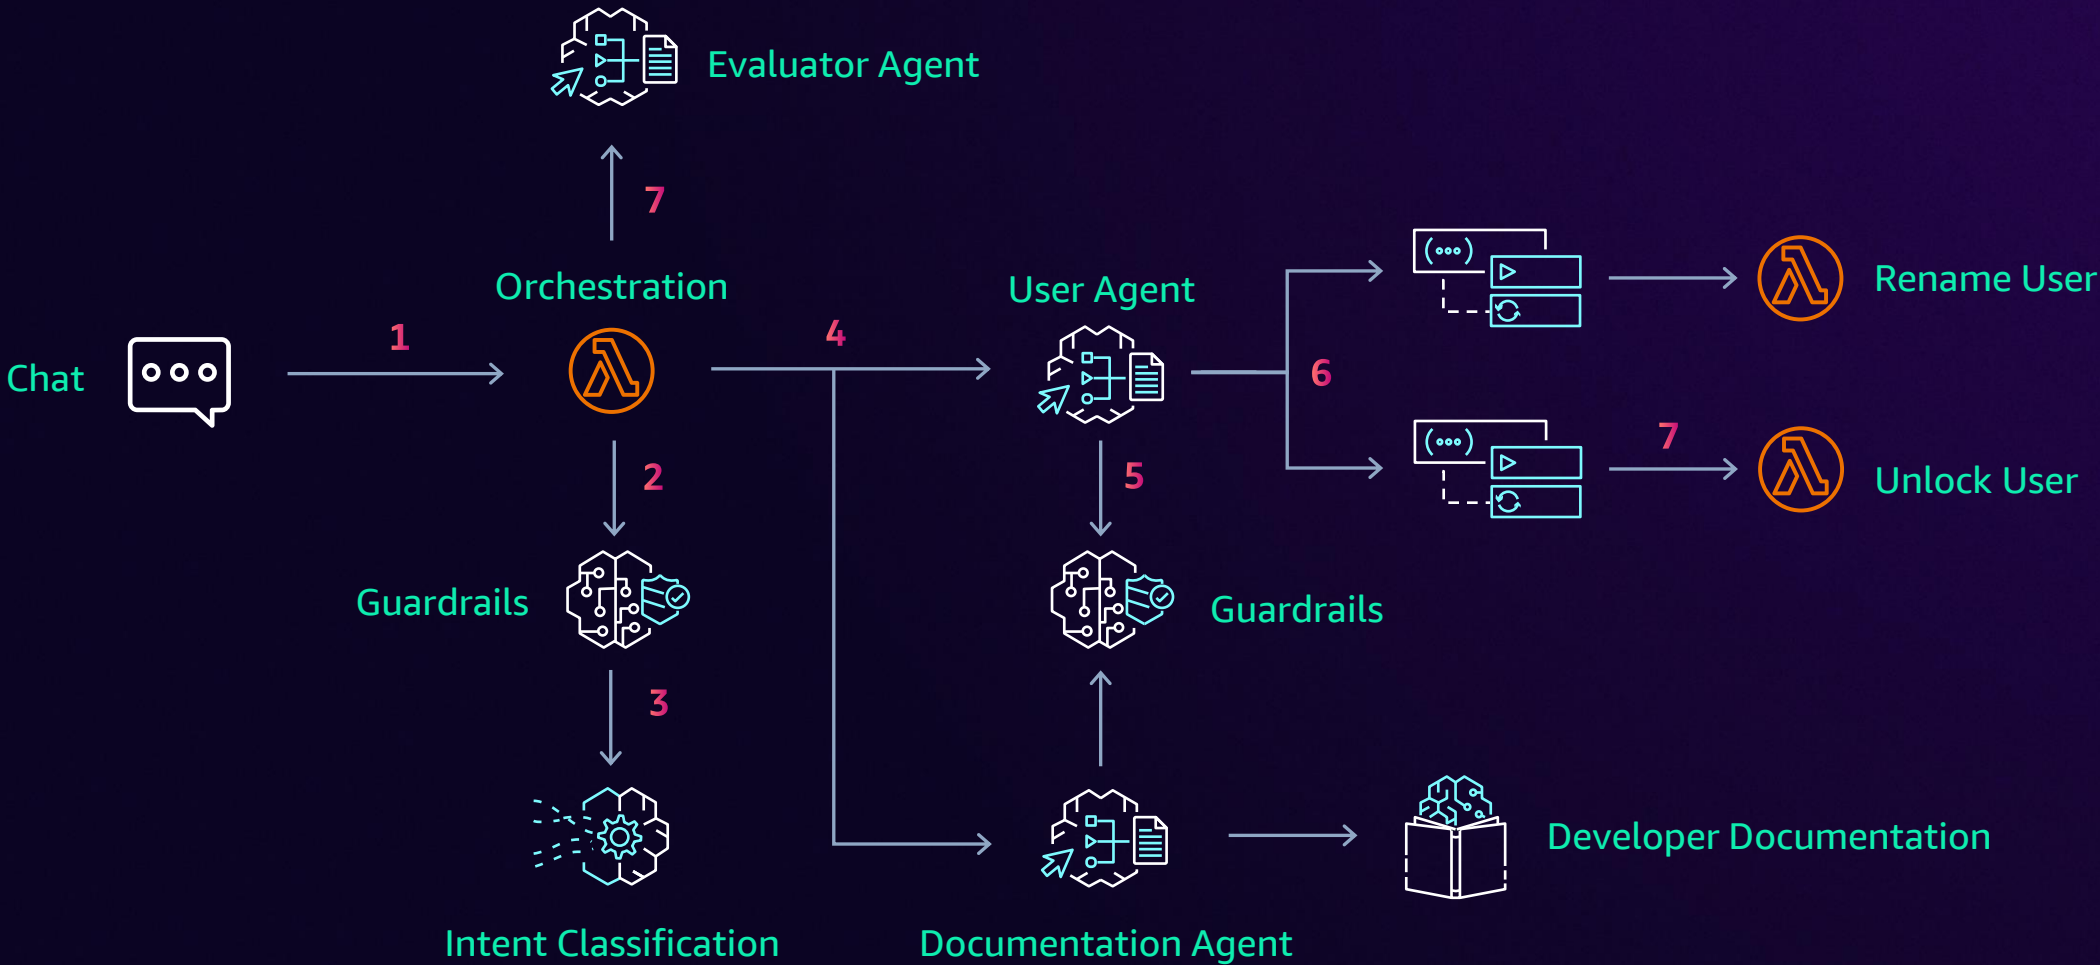 Evaluator Agent
7
Orchestration
User Agent
Rename User
1
4
Chat
6
7
2
5
Unlock User
Guardrails
Guardrails
3
Developer Documentation
Intent Classification
Documentation Agent